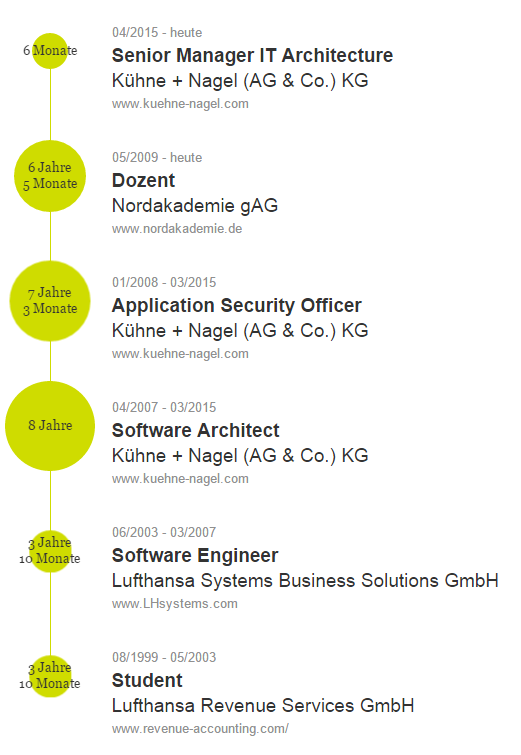 04/2015 - heute
6 Monate
Senior Manager IT Architecture
Kühne + Nagel (AG & Co.) KG
www.kuehne-nagel.com
05/2009 - heute
6 Jahre
5 Monate
Dozent
Nordakademie gAG
www.nordakademie.de
01/2008 - 03/2015
7 Jahre
3 Monate
Application Security Officer
Kühne + Nagel (AG & Co.) KG
www.kuehne-nagel.com
04/2007 - 03/2015
8 Jahre
Software Architect
Kühne + Nagel (AG & Co.) KG
www.kuehne-nagel.com
06/2003 - 03/2007
3 Jahre
10 Monate
Software Engineer
Lufthansa Systems Business Solutions GmbH
www.LHsystems.com
08/1999 - 05/2003
3 Jahre
10 Monate
Student
Lufthansa Revenue Services GmbH
www.revenue-accounting.com/